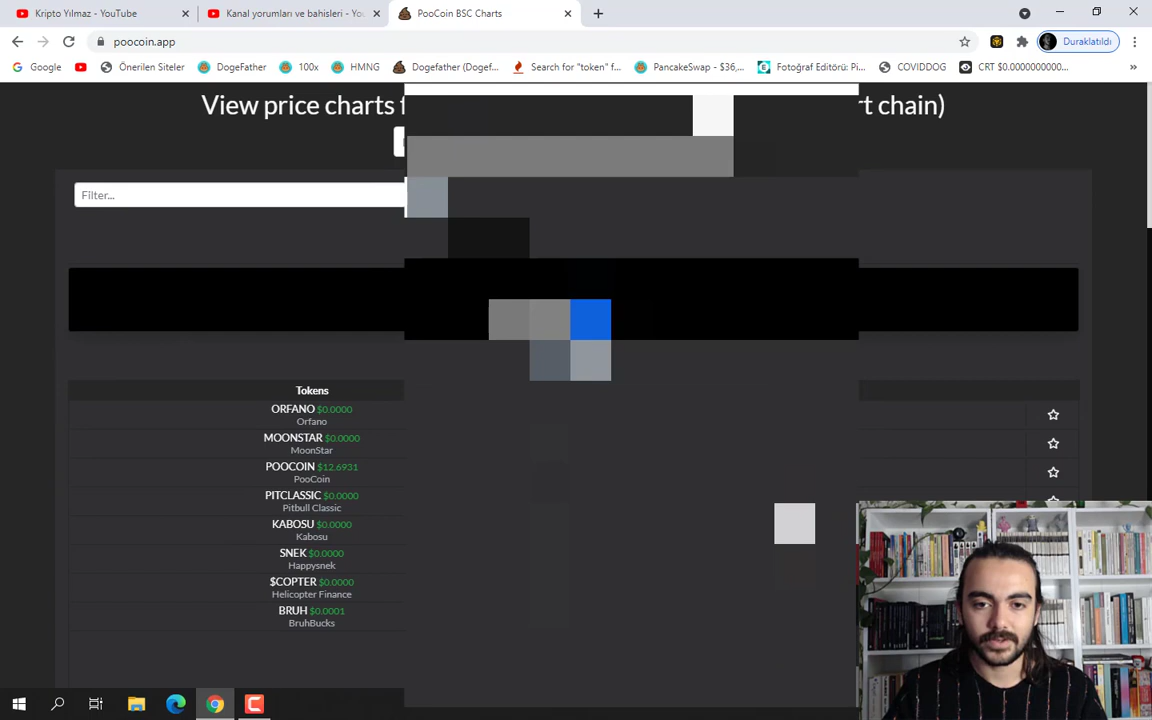 Kripto Yılmaz - YouTube
Kanal yorumları ve bahisleri - You
PooCoin BSC Charts
poocoin.app
Duraklatıldı
Google
Önerilen Siteler
DogeFather
100x
HMNG
Dogefather (Dogef...
Search for "token" f...
PancakeSwap - $36,...
Fotoğraf Editörü: Pi...
COVIDDOG
CRT $0.0000000000...
»
View price charts
rt chain)
Filter...
Tokens
ORFANO $0.0000
Orfano
MOONSTAR $0.0000
MoonStar
POOCOIN $12.6931
PooCoin
PITCLASSIC $0.0000
Pitbull Classic
KABOSU $0.0000
Kabosu
SNEK $0.0000
Happysnek
$COPTER $0.0000
Helicopter Finance
BRUH $0.0001
BruhBucks